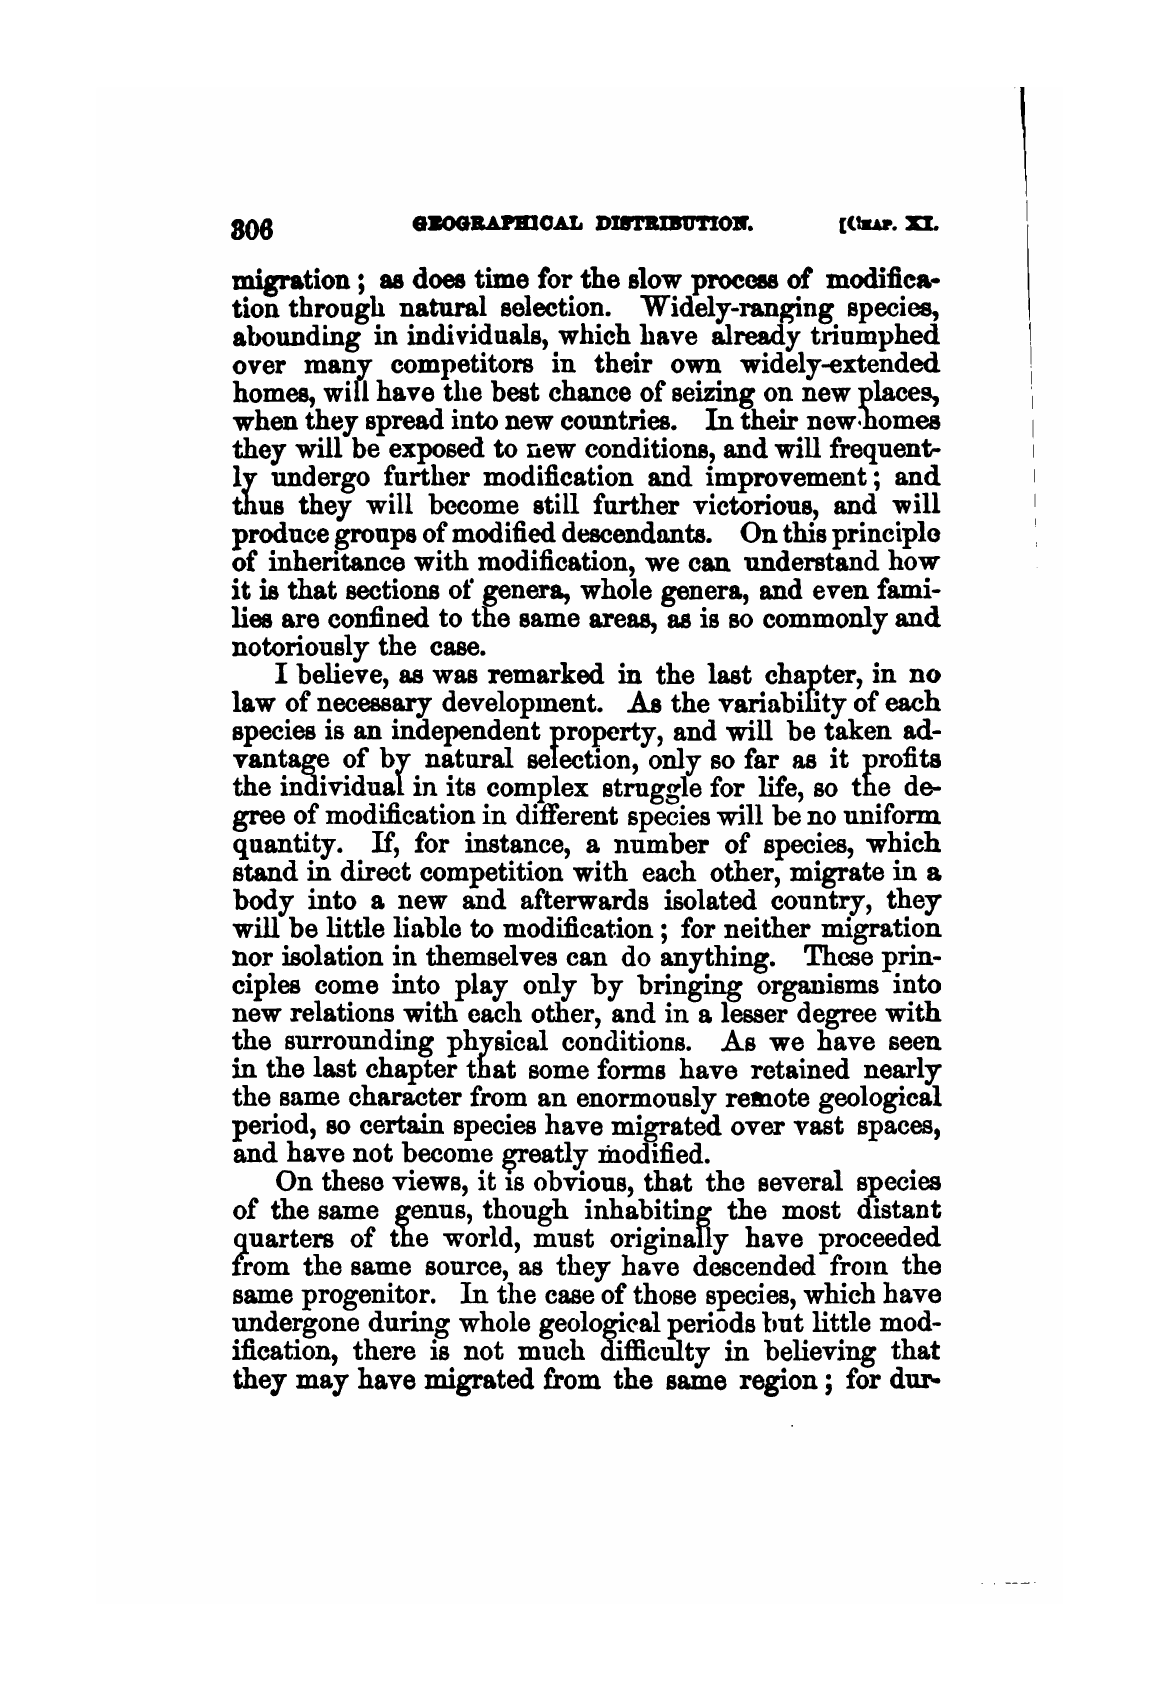 306 GEOGRAPHICAL DISTRIBUTION. [CHAP. XI.
migration ; as does time for the slow process of modifica-
tion through natural selection. Widely-ranging species,
abounding in individuals, which have already triumphed
over many competitors in their own widely-extended
homes, will have the best chance of seizing on new places,
when they spread into new countries. In their new homes
they will be exposed to new conditions, and will frequent-
ly undergo further modification and improvement ; and
thus they will become still further victorious, and will
produce groups of modified descendants. On this principle
of inheritance with modification, we can understand how
it is that sections of genera, whole genera, and even fami-
lies are confined to the same areas, as is so commonly and
notoriously the case.
I believe, as was remarked in the last chapter, in no
law of necessary development. As the variability of each
species is an independent property, and will be taken ad-
vantage of by natural selection, only so far as it profits
the individual in its complex struggle for life, so the de-
gree of modification in different species will be no uniform
quantity. If, for instance, a number of species, which
stand in direct competition with each other, migrate in a
body into a new and afterwards isolated country, they
will be little liable to modification ; for neither migration
nor isolation in themselves can do anything. These prin-
ciples come into play only by bringing organisms into
new relations with each other, and in a lesser degree with
the surrounding physical conditions. As we have seen
in the last chapter that some forms have retained nearly
the same character from an enormously remote geological
period, so certain species have migrated over vast spaces,
and have not become greatly modified.
On these views, it is obvious, that the several species
of the same genus, though inhabiting the most distant
quarters of the world, must originally have proceeded
from the same source, as they have descended from the
same progenitor. In the case of those species, which have
undergone during whole geological periods but little mod-
ification, there is not much difficulty in believing that
they may have migrated from the same region ; for dur-